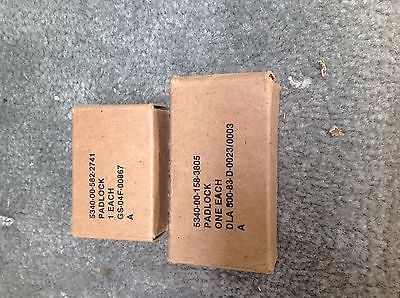 5340-00-582-2741
PADLOCK
1 EACH
GS-04F-00867
A
5340-00-158-3805
PADLOCK
ONE EACH
DLA 500-83-D-0023/0003
A